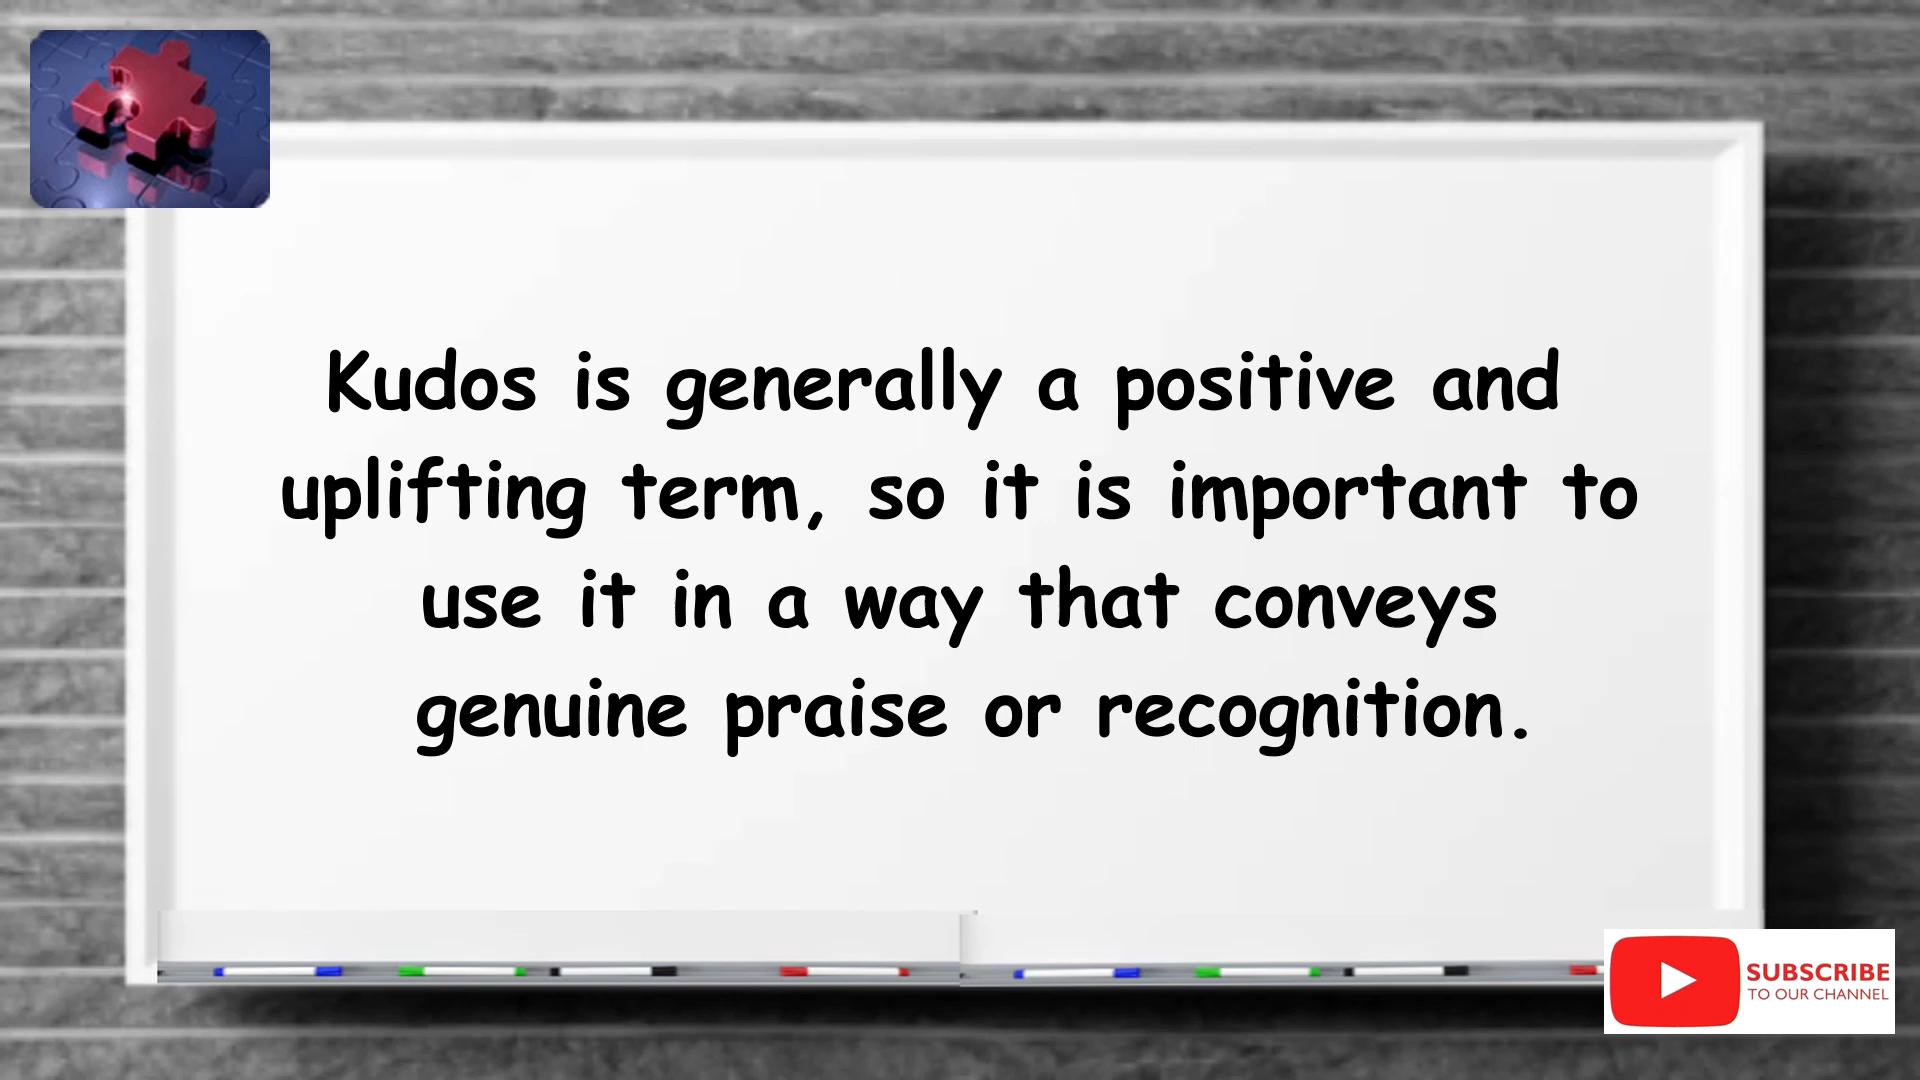 Kudos is generally a positive and
uplifting term, so it is important to
use it in a way that conveys
genuine praise or recognition.
SUBSCRIBE
TO OUR CHANNEL